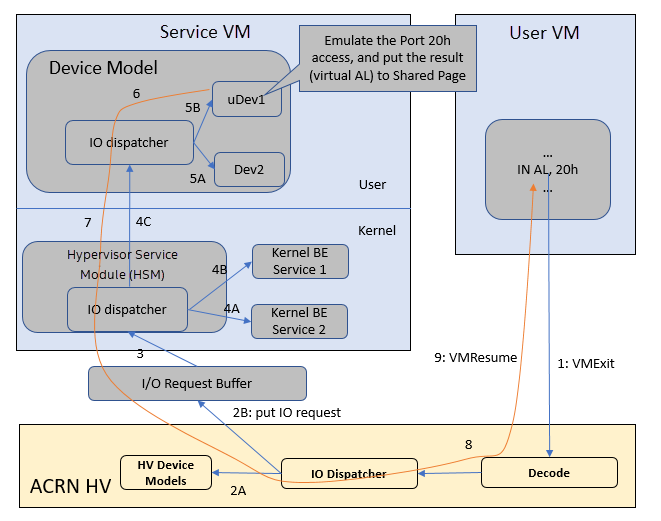 Service VM
User VM
Emulate the Port 20h
access, and put the result
(virtual AL) to Shared Page
Device Model
6
uDev1
5B
IO dispatcher
Dev2
5A
User
...
IN AL, 20h
...
7
4C
Kernel
Hypervisor Service
Module (HSM)
4B
Kernel BE
Service 1
IO dispatcher
4A
Kernel BE
Service 2
3
9: VMResume
1: VMExit
I/O Request Buffer
2B: put IO request
8
HV Device
Models
IO Dispatcher
Decode
ACRN HV
2A